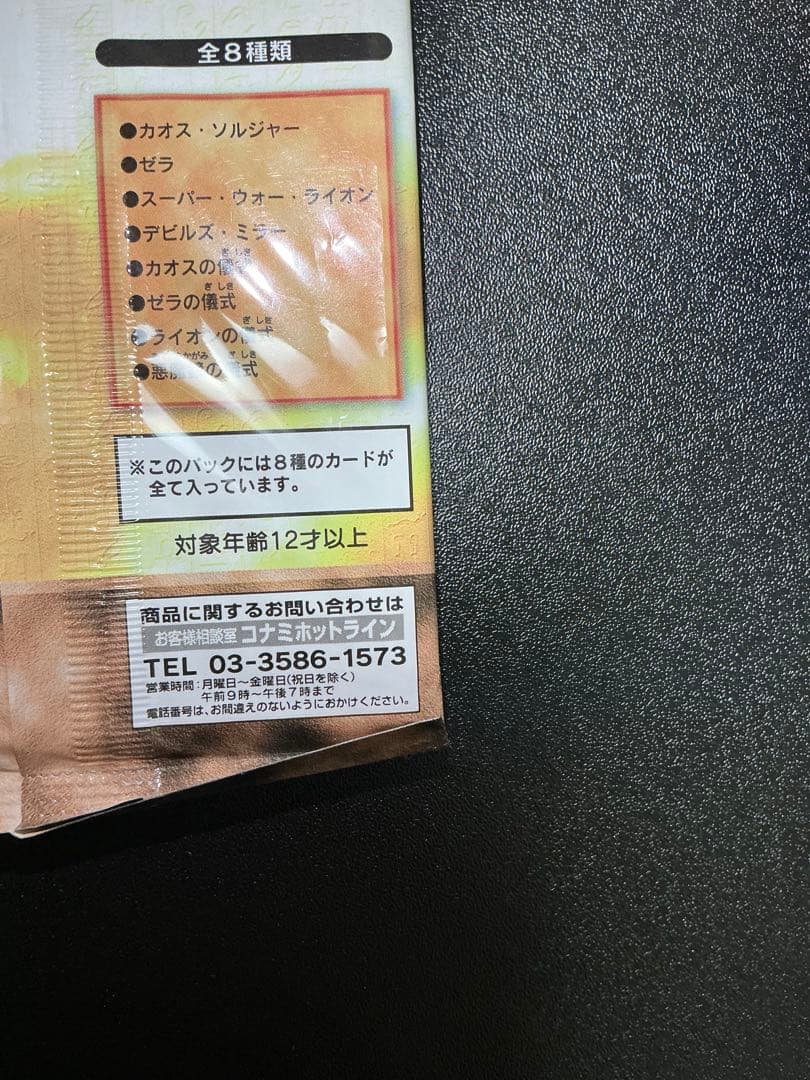 全8種類
●カオス・ソルジャー
●ゼラ
●スーパー・ウォー・ライオン
●デビルズ・ミラー
●カオスの儀式
ぎしき
●ゼラの儀式
ぎしき
●ライオンの儀式
ぎしき
●悪魔鏡の儀式
かがみ ぎしき
※このパックには8種のカードが
全て入っています。
対象年齢12才以上
商品に関するお問い合わせは
お客様相談室 コナミホットライン
TEL 03-3586-1573
営業時間:月曜日〜金曜日(祝日を除く)
午前9時〜午後7時まで
電話番号は、お間違えのないようにおかけください。